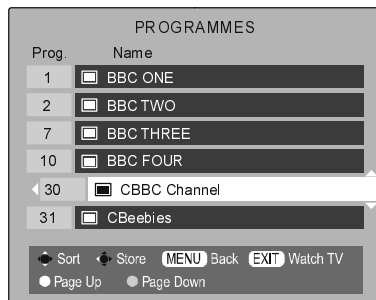 PROGRAMMES
Prog. Name
1 BBC ONE
2 BBC TWO
7 BBC THREE
10 BBC FOUR
30 CBBC Channel
31 CBeebies
Sort Store MENU Back EXIT Watch TV
Page Up Page Down